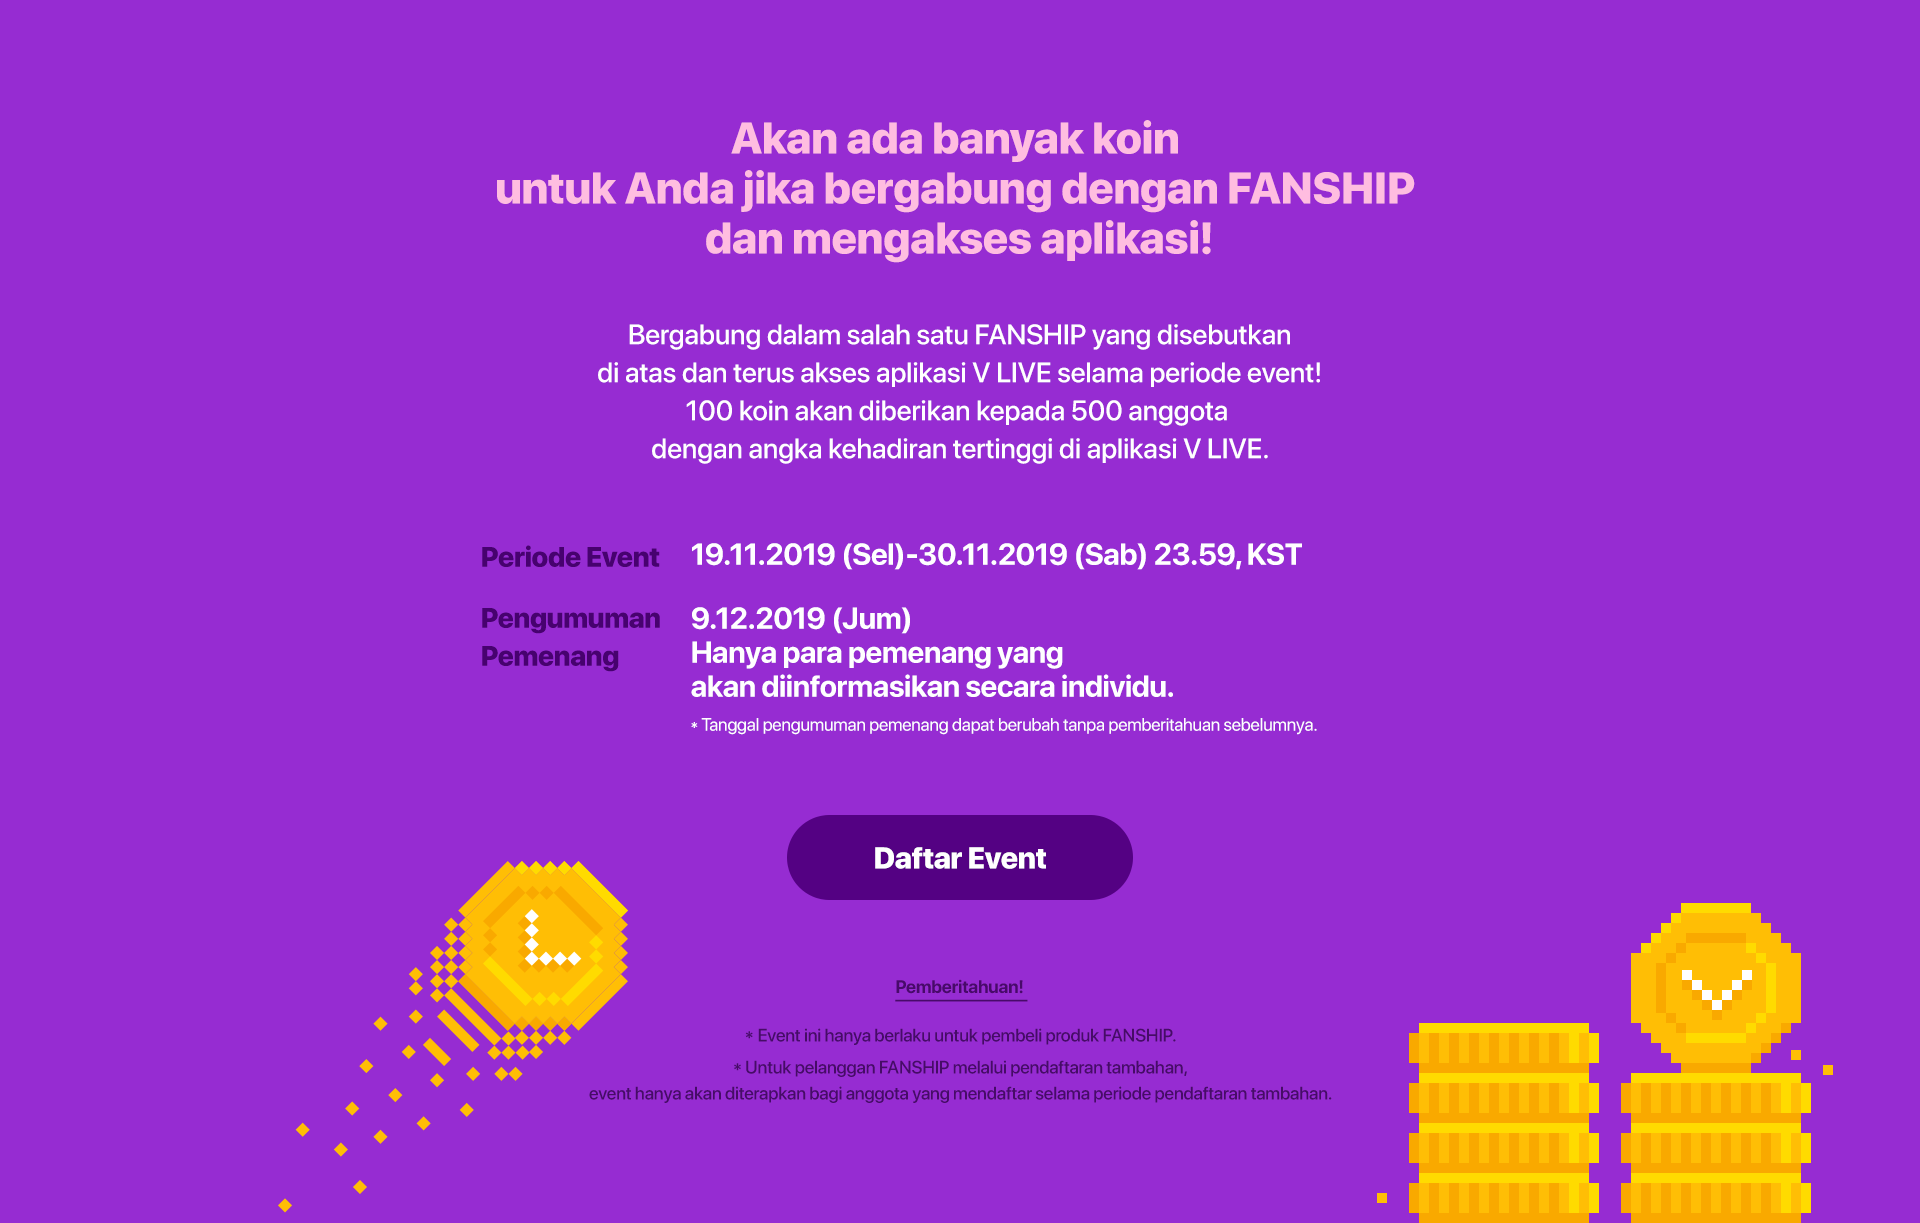 Akan ada banyak koin
untuk Anda jika bergabung dengan FANSHIP
dan mengakses aplikasi!
Bergabung dalam salah satu FANSHIP yang disebutkan
di atas dan terus akses aplikasi V LIVE selama periode event!
100 koin akan diberikan kepada 500 anggota
dengan angka kehadiran tertinggi di aplikasi V LIVE.
Periode Event 19.11.2019 (Sel)-30.11.2019 (Sab) 23.59, KST
Pengumuman 9.12.2019 (Jum)
Pemenang Hanya para pemenang yang
akan diinformasikan secara individu.
* Tanggal pengumuman pemenang dapat berubah tanpa pemberitahuan sebelumnya.
Daftar Event
Pemberitahuan!
* Event ini hanya berlaku untuk pembeli produk FANSHIP.
* Untuk pelanggan FANSHIP melalui pendaftaran tambahan,
event hanya akan diterapkan bagi anggota yang mendaftar selama periode pendaftaran tambahan.